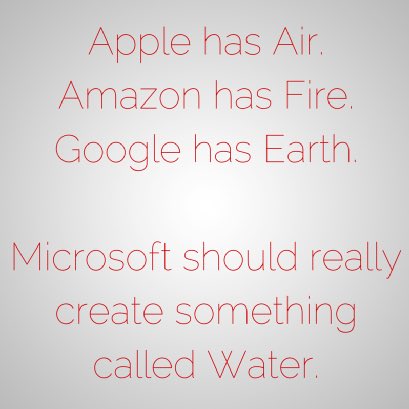 Apple has Air.
Amazon has Fire.
Google has Earth.
Microsoft should really
create something
called Water.